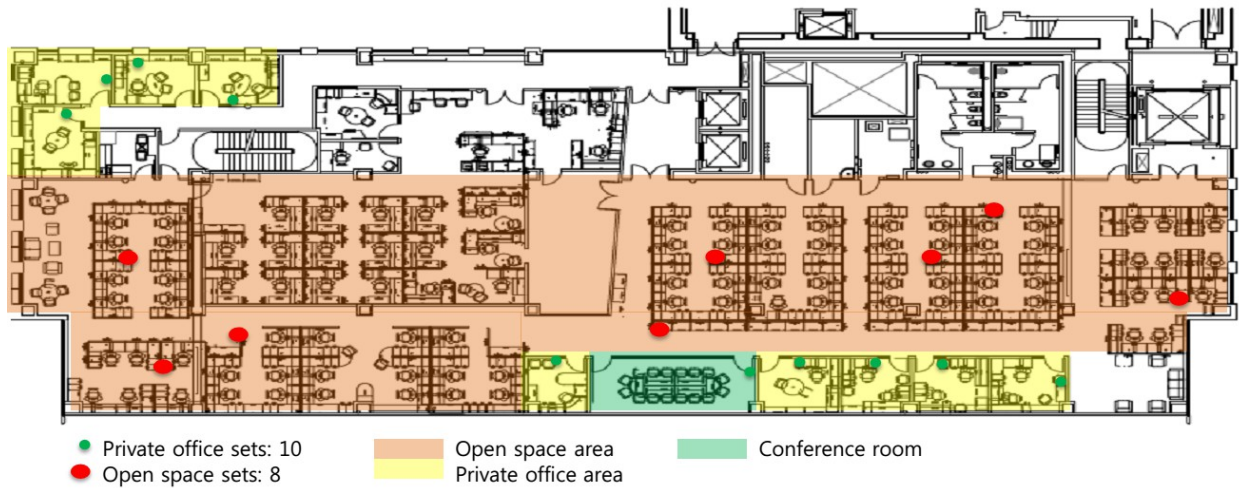 Private office sets: 10 Open space area Conference room
Open space sets: 8 Private office area